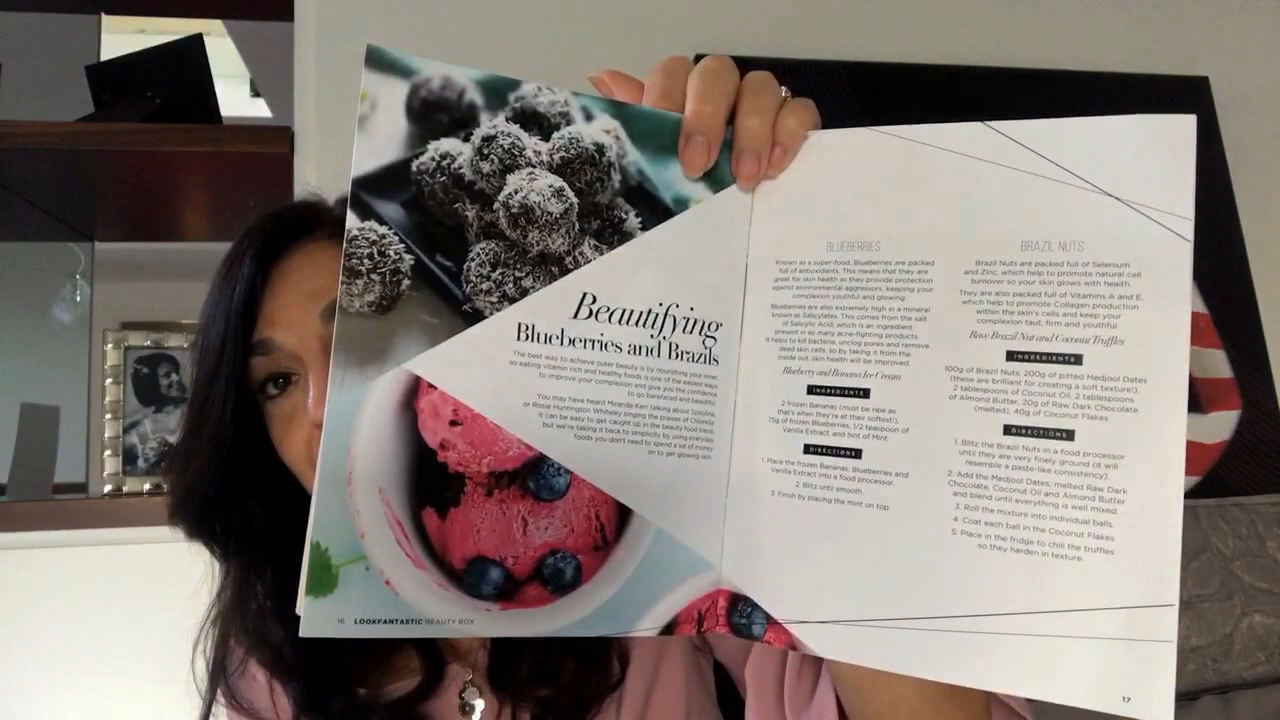 Beautifying
Blueberries and Brazils
The best way to achieve outer beauty is by nourishing your inner,
so eating vitamin rich and healthy foods is one of the easiest ways
to improve your complexion and give you the confidence
to go barefaced and beautiful.
You may have heard Miranda Kerr talking about Spirulina,
or Rosie Huntington Whiteley singing the praises of Chlorella.
It can be easy to get caught up in the beauty food trend,
but we're taking it back to simplicity by using everyday
foods you don't need to spend a lot of money
on to get glowing skin.
16 LOOKFANTASTIC BEAUTY BOX
BLUEBERRIES
Known as a super-food, Blueberries are packed
full of antioxidants. This means that they are
great for skin health as they provide protection
against environmental aggressors, keeping your
complexion youthful and glowing.
Blueberries are also extremely high in a mineral
known as Salicylates. This comes from the salt
of Salicylic Acid, which is an ingredient
present in so many acne-fighting products.
It helps to kill bacteria, unclog pores and remove
dead skin cells, so by taking it from the
inside out, skin health will be improved.
Blueberry and Banana Ice Cream
INGREDIENTS
2 frozen Bananas (must be ripe as
that's when they're at their softest!),
75g of frozen Blueberries, 1/2 teaspoon of
Vanilla Extract, and hint of Mint.
DIRECTIONS
1. Place the frozen Bananas, Blueberries and
Vanilla Extract into a food processor.
2. Blitz until smooth.
3. Finish by placing the mint on top.
BRAZIL NUTS
Brazil Nuts are packed full of Selenium
and Zinc, which help to promote natural cell
turnover so your skin glows with health.
They are also packed full of Vitamins A and E,
which help to promote Collagen production
within the skin's cells and keep your
complexion taut, firm and youthful.
Raw Brazil Nut and Coconut Truffles
INGREDIENTS
100g of Brazil Nuts, 200g of pitted Medjool Dates
(these are brilliant for creating a soft texture!),
2 tablespoons of Coconut Oil, 2 tablespoons
of Almond Butter, 20g of Raw Dark Chocolate
(melted), 40g of Coconut Flakes
DIRECTIONS
1. Blitz the Brazil Nuts in a food processor
until they are very finely ground (it will
resemble a paste-like consistency).
2. Add the Medjool Dates, melted Raw Dark
Chocolate, Coconut Oil and Almond Butter
and blend until everything is well mixed.
3. Roll the mixture into individual balls.
4. Coat each ball in the Coconut Flakes
5. Place in the fridge to chill the truffles
so they harden in texture.
17